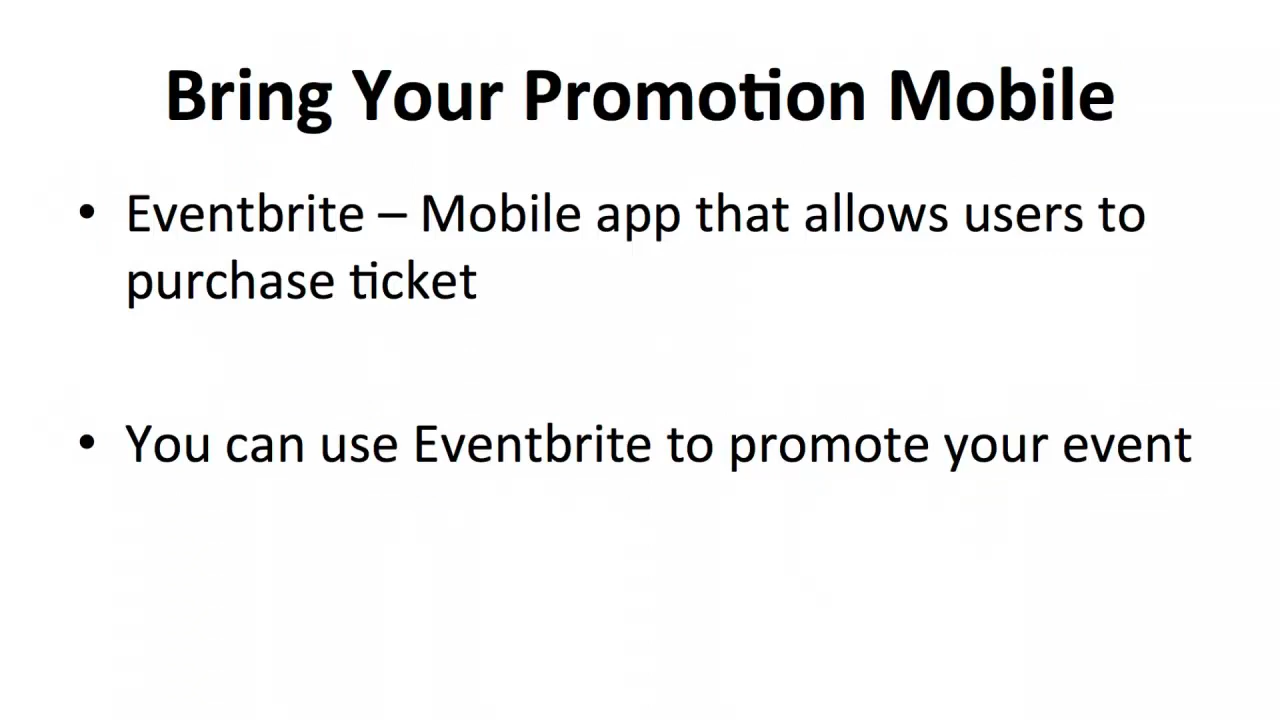 Bring Your Promotion Mobile
• Eventbrite – Mobile app that allows users to
purchase ticket
• You can use Eventbrite to promote your event